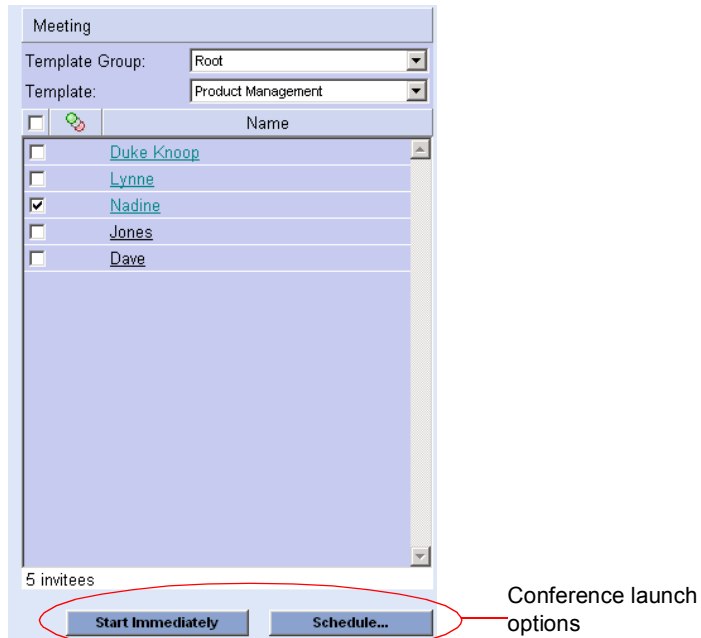 Meeting
Template Group: Root
Template: Product Management
Name
Duke Knoop
Lynne
Nadine
Jones
Dave
5 invitees
Start Immediately Schedule...
Conference launch
options